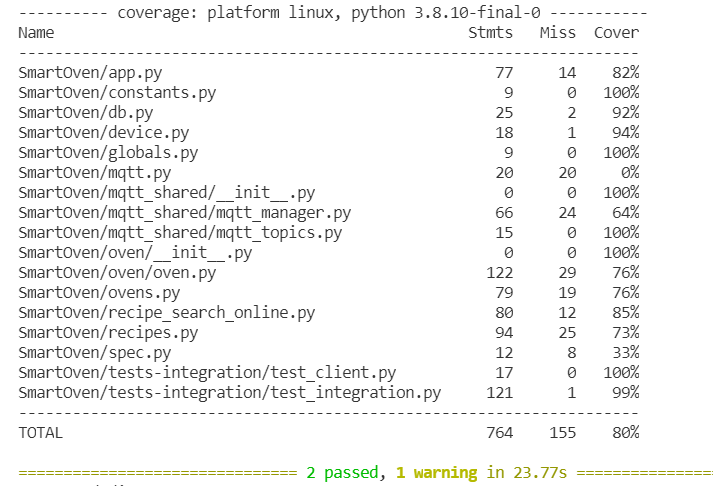 ---------- coverage: platform linux, python 3.8.10-final-0 -----------
Name                                               Stmts   Miss  Cover
----------------------------------------------------------------------
SmartOven/app.py                                      77     14    82%
SmartOven/constants.py                                 9      0   100%
SmartOven/db.py                                       25      2    92%
SmartOven/device.py                                   18      1    94%
SmartOven/globals.py                                   9      0   100%
SmartOven/mqtt.py                                     20     20     0%
SmartOven/mqtt_shared/__init__.py                      0      0   100%
SmartOven/mqtt_shared/mqtt_manager.py                 66     24    64%
SmartOven/mqtt_shared/mqtt_topics.py                  15      0   100%
SmartOven/oven/__init__.py                             0      0   100%
SmartOven/oven/oven.py                               122     29    76%
SmartOven/ovens.py                                    79     19    76%
SmartOven/recipe_search_online.py                     80     12    85%
SmartOven/recipes.py                                  94     25    73%
SmartOven/spec.py                                     12      8    33%
SmartOven/tests-integration/test_client.py            17      0   100%
SmartOven/tests-integration/test_integration.py      121      1    99%
----------------------------------------------------------------------
TOTAL                                                764    155    80%
=============================== 2 passed, 1 warning in 23.77s ===============